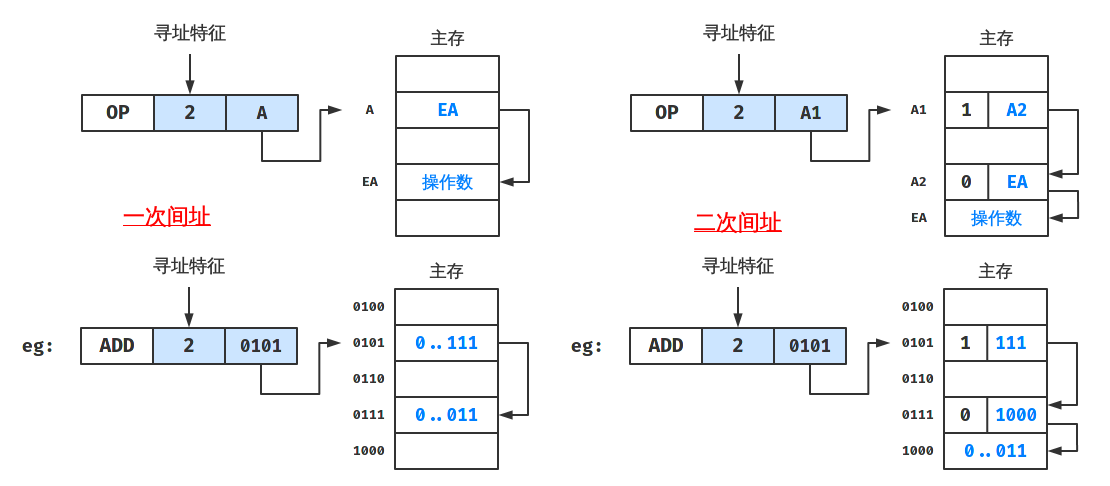 寻址特征
主存
OP 2 A
A EA
EA 操作数
一次间址
寻址特征
主存
OP 2 A1
A1 1 A2
A2 0 EA
EA 操作数
二次间址
寻址特征
主存
eg: ADD 2 0101
0100
0101 0..111
0110
0111 0..011
1000
寻址特征
主存
eg: ADD 2 0101
0100
0101 1 111
0110
0111 0 1000
1000 0..011